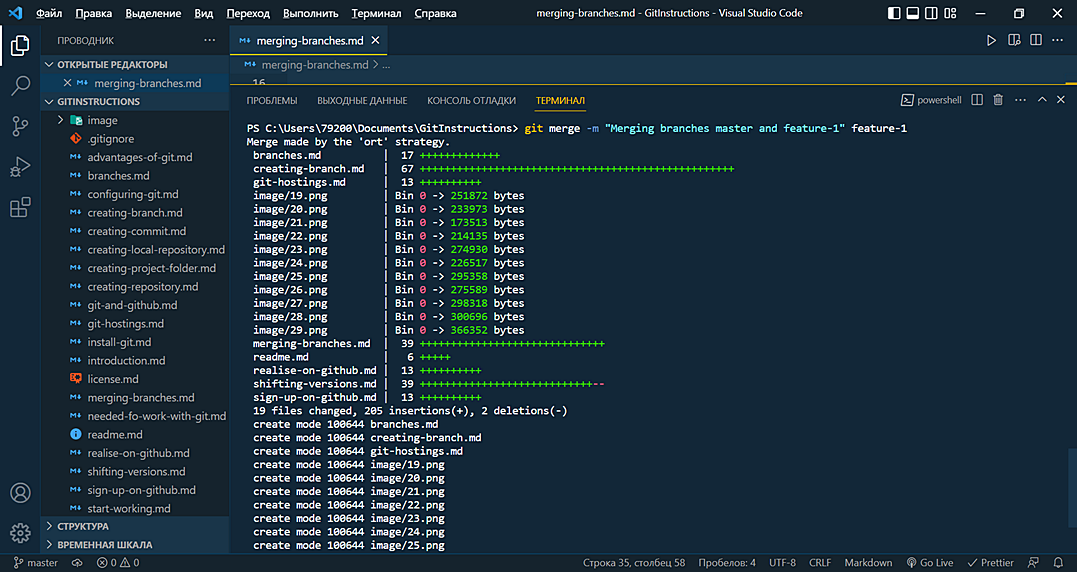 Файл Правка Выделение Вид Переход Выполнить Терминал Справка merging-branches.md - GitInstructions - Visual Studio Code
ПРОВОДНИК ...
ОТКРЫТЫЕ РЕДАКТОРЫ
merging-branches.md
GITINSTRUCTIONS
image
.gitignore
advantages-of-git.md
branches.md
configuring-git.md
creating-branch.md
creating-commit.md
creating-local-repository.md
creating-project-folder.md
creating-repository.md
git-and-github.md
git-hostings.md
install-git.md
introduction.md
license.md
merging-branches.md
needed-fo-work-with-git.md
readme.md
realise-on-github.md
shifting-versions.md
sign-up-on-github.md
start-working.md
СТРУКТУРА
ВРЕМЕННАЯ ШКАЛА
merging-branches.md
merging-branches.md > ...
16
ПРОБЛЕМЫ ВЫХОДНЫЕ ДАННЫЕ КОНСОЛЬ ОТЛАДКИ ТЕРМИНАЛ powershell
PS C:\Users\79200\Documents\GitInstructions> git merge -m "Merging branches master and feature-1" feature-1
Merge made by the 'ort' strategy.
branches.md | 17 +++++++++++++
creating-branch.md | 67 +++++++++++++++++++++++++++++++++++++++++++++++++++
git-hostings.md | 13 ++++++++++
image/19.png | Bin 0 -> 251872 bytes
image/20.png | Bin 0 -> 233973 bytes
image/21.png | Bin 0 -> 173513 bytes
image/22.png | Bin 0 -> 214135 bytes
image/23.png | Bin 0 -> 274930 bytes
image/24.png | Bin 0 -> 226517 bytes
image/25.png | Bin 0 -> 295358 bytes
image/26.png | Bin 0 -> 275589 bytes
image/27.png | Bin 0 -> 298318 bytes
image/28.png | Bin 0 -> 300696 bytes
image/29.png | Bin 0 -> 366352 bytes
merging-branches.md | 39 ++++++++++++++++++++++++++++++
readme.md | 6 +++++
realise-on-github.md | 13 ++++++++++
shifting-versions.md | 39 ++++++++++++++++++++++++++++--
sign-up-on-github.md | 13 ++++++++++
19 files changed, 205 insertions(+), 2 deletions(-)
create mode 100644 branches.md
create mode 100644 creating-branch.md
create mode 100644 git-hostings.md
create mode 100644 image/19.png
create mode 100644 image/20.png
create mode 100644 image/21.png
create mode 100644 image/22.png
create mode 100644 image/23.png
create mode 100644 image/24.png
create mode 100644 image/25.png
master 0 0 Строка 35, столбец 58 Пробелов: 4 UTF-8 CRLF Markdown Go Live Prettier